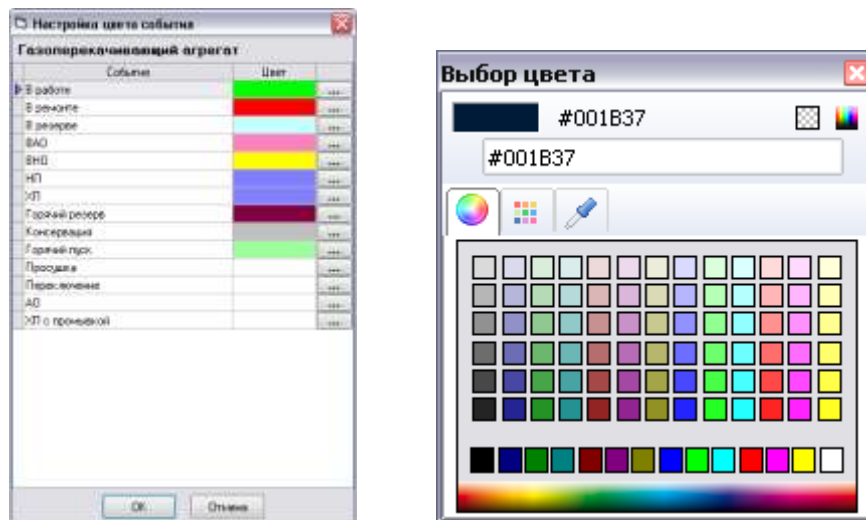 Настройка цвета события
Газоперекачивающий агрегат
Событие Цвет
В работе ...
В ремонте ...
В резерве ...
ВАО ...
ВНО ...
НП ...
ХП ...
Горячий резерв ...
Консервация ...
Горячий пуск ...
Просушка ...
Переключение ...
АО ...
ХП с промывкой ...
OK Отмена
Выбор цвета
#001B37
#001B37